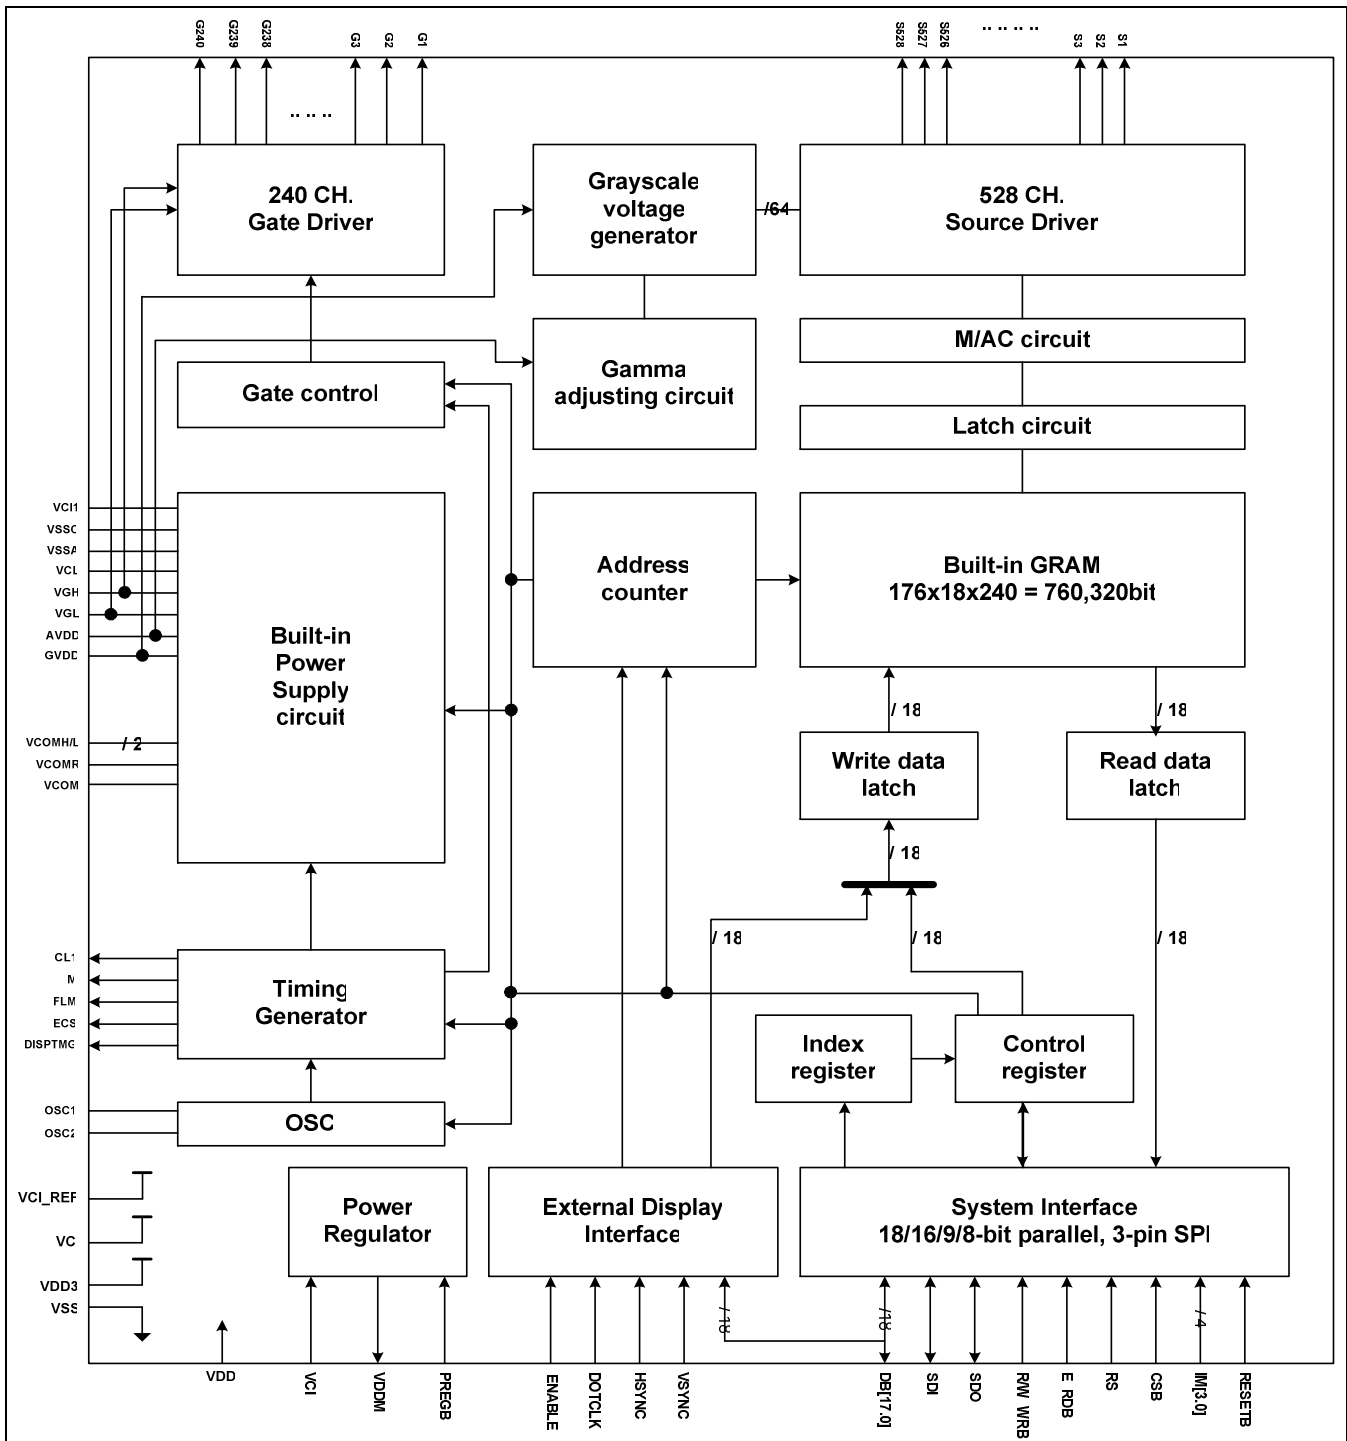 G240
G239
G238
.. .. ..
G3
G2
G1
S528
S527
S526
.. .. .. ..
S3
S2
S1
240 CH.
Gate Driver
Grayscale
voltage
generator
/64
528 CH.
Source Driver
M/AC circuit
Gate control
Gamma
adjusting circuit
Latch circuit
VCI1
VSSC
VSSA
VCL
VGH
VGL
AVDD
GVDD
VCOMH/L
/ 2
VCOMR
VCOM
Built-in
Power
Supply
circuit
Address
counter
Built-in GRAM
176x18x240 = 760,320bit
/ 18
/ 18
Write data
latch
Read data
latch
/ 18
/ 18
/ 18
/ 18
CL1
M
FLM
ECS
DISPTMG
Timing
Generator
Index
register
Control
register
OSC1
OSC2
OSC
VCI_REF
VC
VDD3
VSS
Power
Regulator
External Display
Interface
System Interface
18/16/9/8-bit parallel, 3-pin SPI
/ 18
/18
/ 4
VDD
VCI
VDDM
PREGB
ENABLE
DOTCLK
HSYNC
VSYNC
DB[17.0]
SDI
SDO
R/W_WRB
E_RDB
RS
CSB
IM[3.0]
RESETB